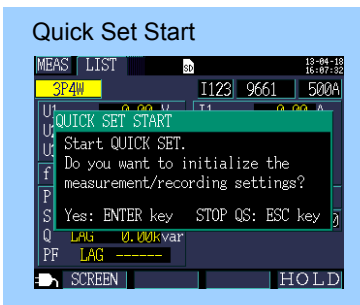 Quick Set Start
MEAS LIST SD 13-04-18
16:07:32
3P4W I123 9661 500A
U1 0.00 V I1 0.00 A
QUICK SET START
Start QUICK SET.
Do you want to initialize the
measurement/recording settings?
Yes: ENTER key STOP QS: ESC key
f
P
S
Q LAG 0.00kvar
PF LAG ------
SCREEN HOLD